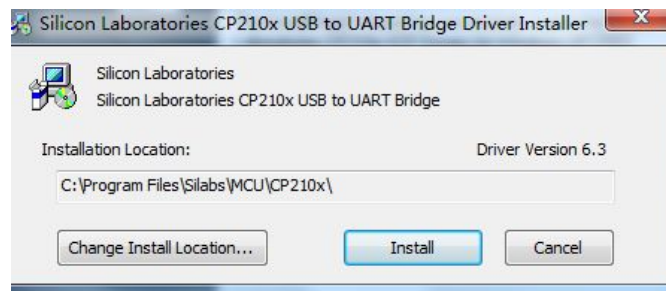 Silicon Laboratories CP210x USB to UART Bridge Driver Installer
Silicon Laboratories
Silicon Laboratories CP210x USB to UART Bridge
Installation Location: Driver Version 6.3
C:\Program Files\Silabs\MCU\CP210x\
Change Install Location... Install Cancel